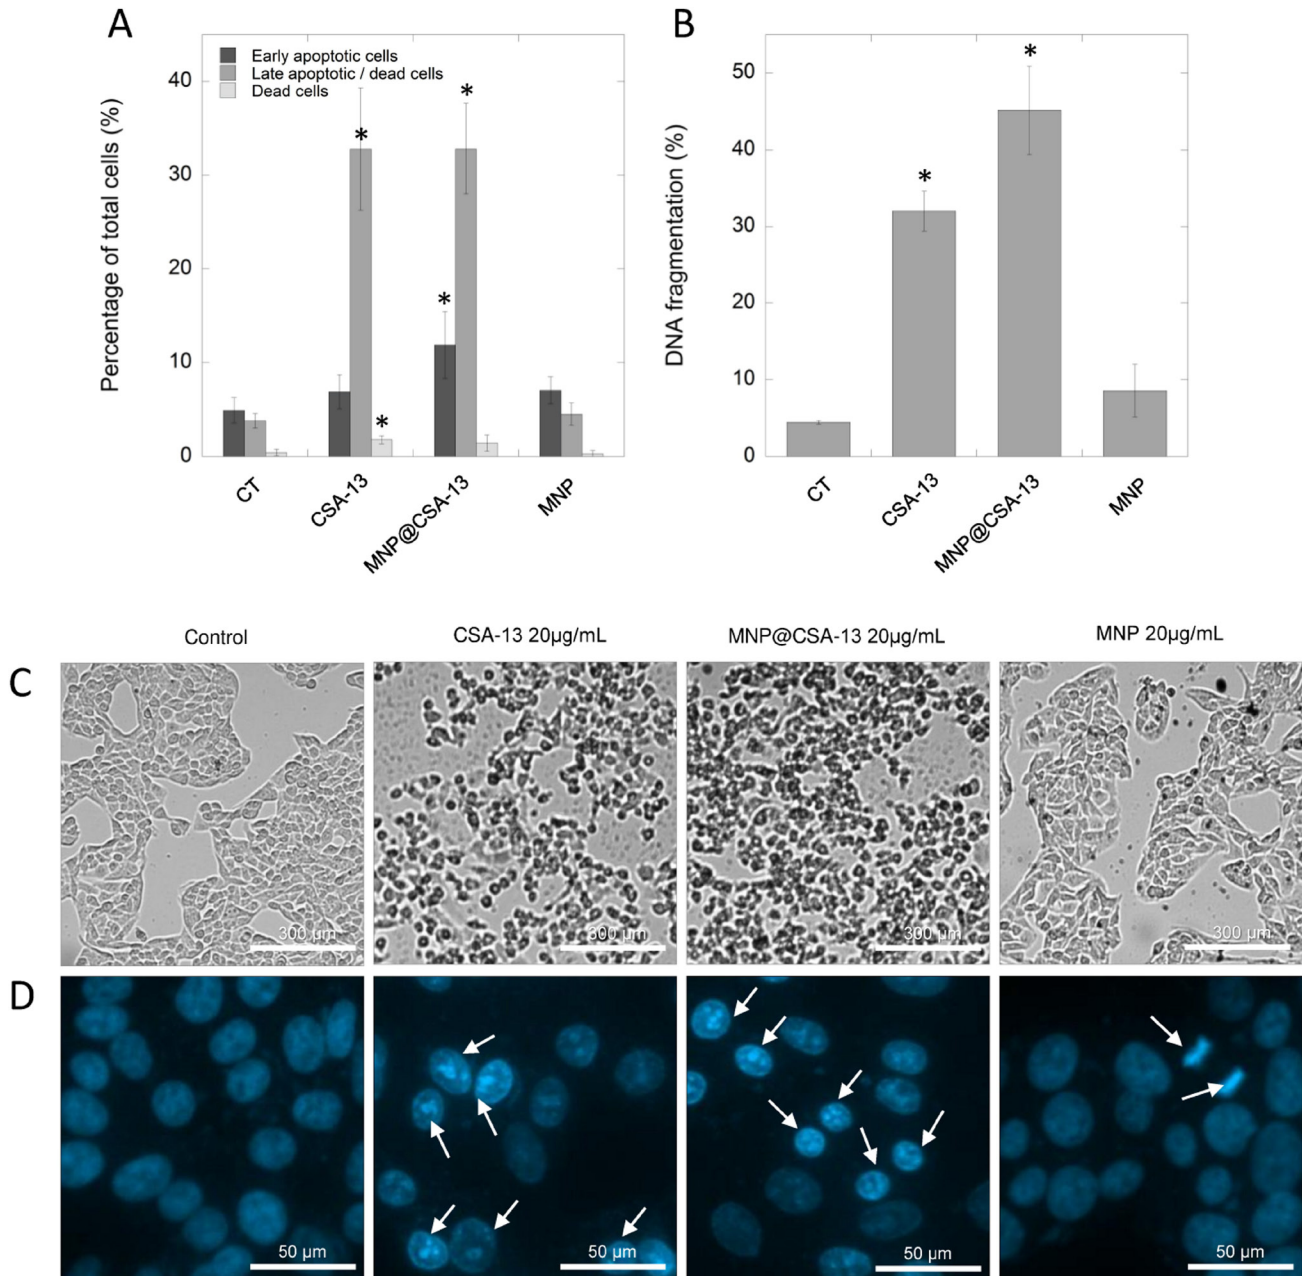 A
Percentage of total cells (%)
40
30
20
10
0
Early apoptotic cells
Late apoptotic / dead cells
Dead cells
*
*
*
*
CT
CSA-13
MNP@CSA-13
MNP
B
DNA fragmentation (%)
50
40
30
20
10
0
*
*
CT
CSA-13
MNP@CSA-13
MNP
Control
CSA-13 20µg/mL
MNP@CSA-13 20µg/mL
MNP 20µg/mL
C
300 µm
300 µm
300 µm
300 µm
D
50 µm
50 µm
50 µm
50 µm